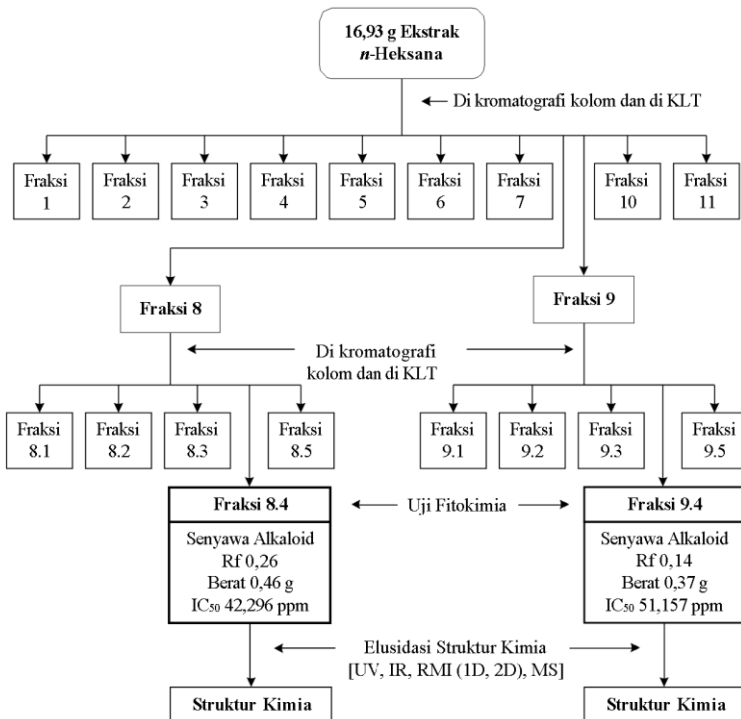 16,93 g Ekstrak
n-Heksana
Di kromatografi kolom dan di KLT
Fraksi
1
Fraksi
2
Fraksi
3
Fraksi
4
Fraksi
5
Fraksi
6
Fraksi
7
Fraksi
10
Fraksi
11
Fraksi 8
Fraksi 9
Di kromatografi
kolom dan di KLT
Fraksi
8.1
Fraksi
8.2
Fraksi
8.3
Fraksi
8.5
Fraksi
9.1
Fraksi
9.2
Fraksi
9.3
Fraksi
9.5
Fraksi 8.4
Senyawa Alkaloid
Rf 0,26
Berat 0,46 g
IC₅₀ 42,296 ppm
Uji Fitokimia
Fraksi 9.4
Senyawa Alkaloid
Rf 0,14
Berat 0,37 g
IC₅₀ 51,157 ppm
Elusidasi Struktur Kimia
[UV, IR, RMI (1D, 2D), MS]
Struktur Kimia
Struktur Kimia